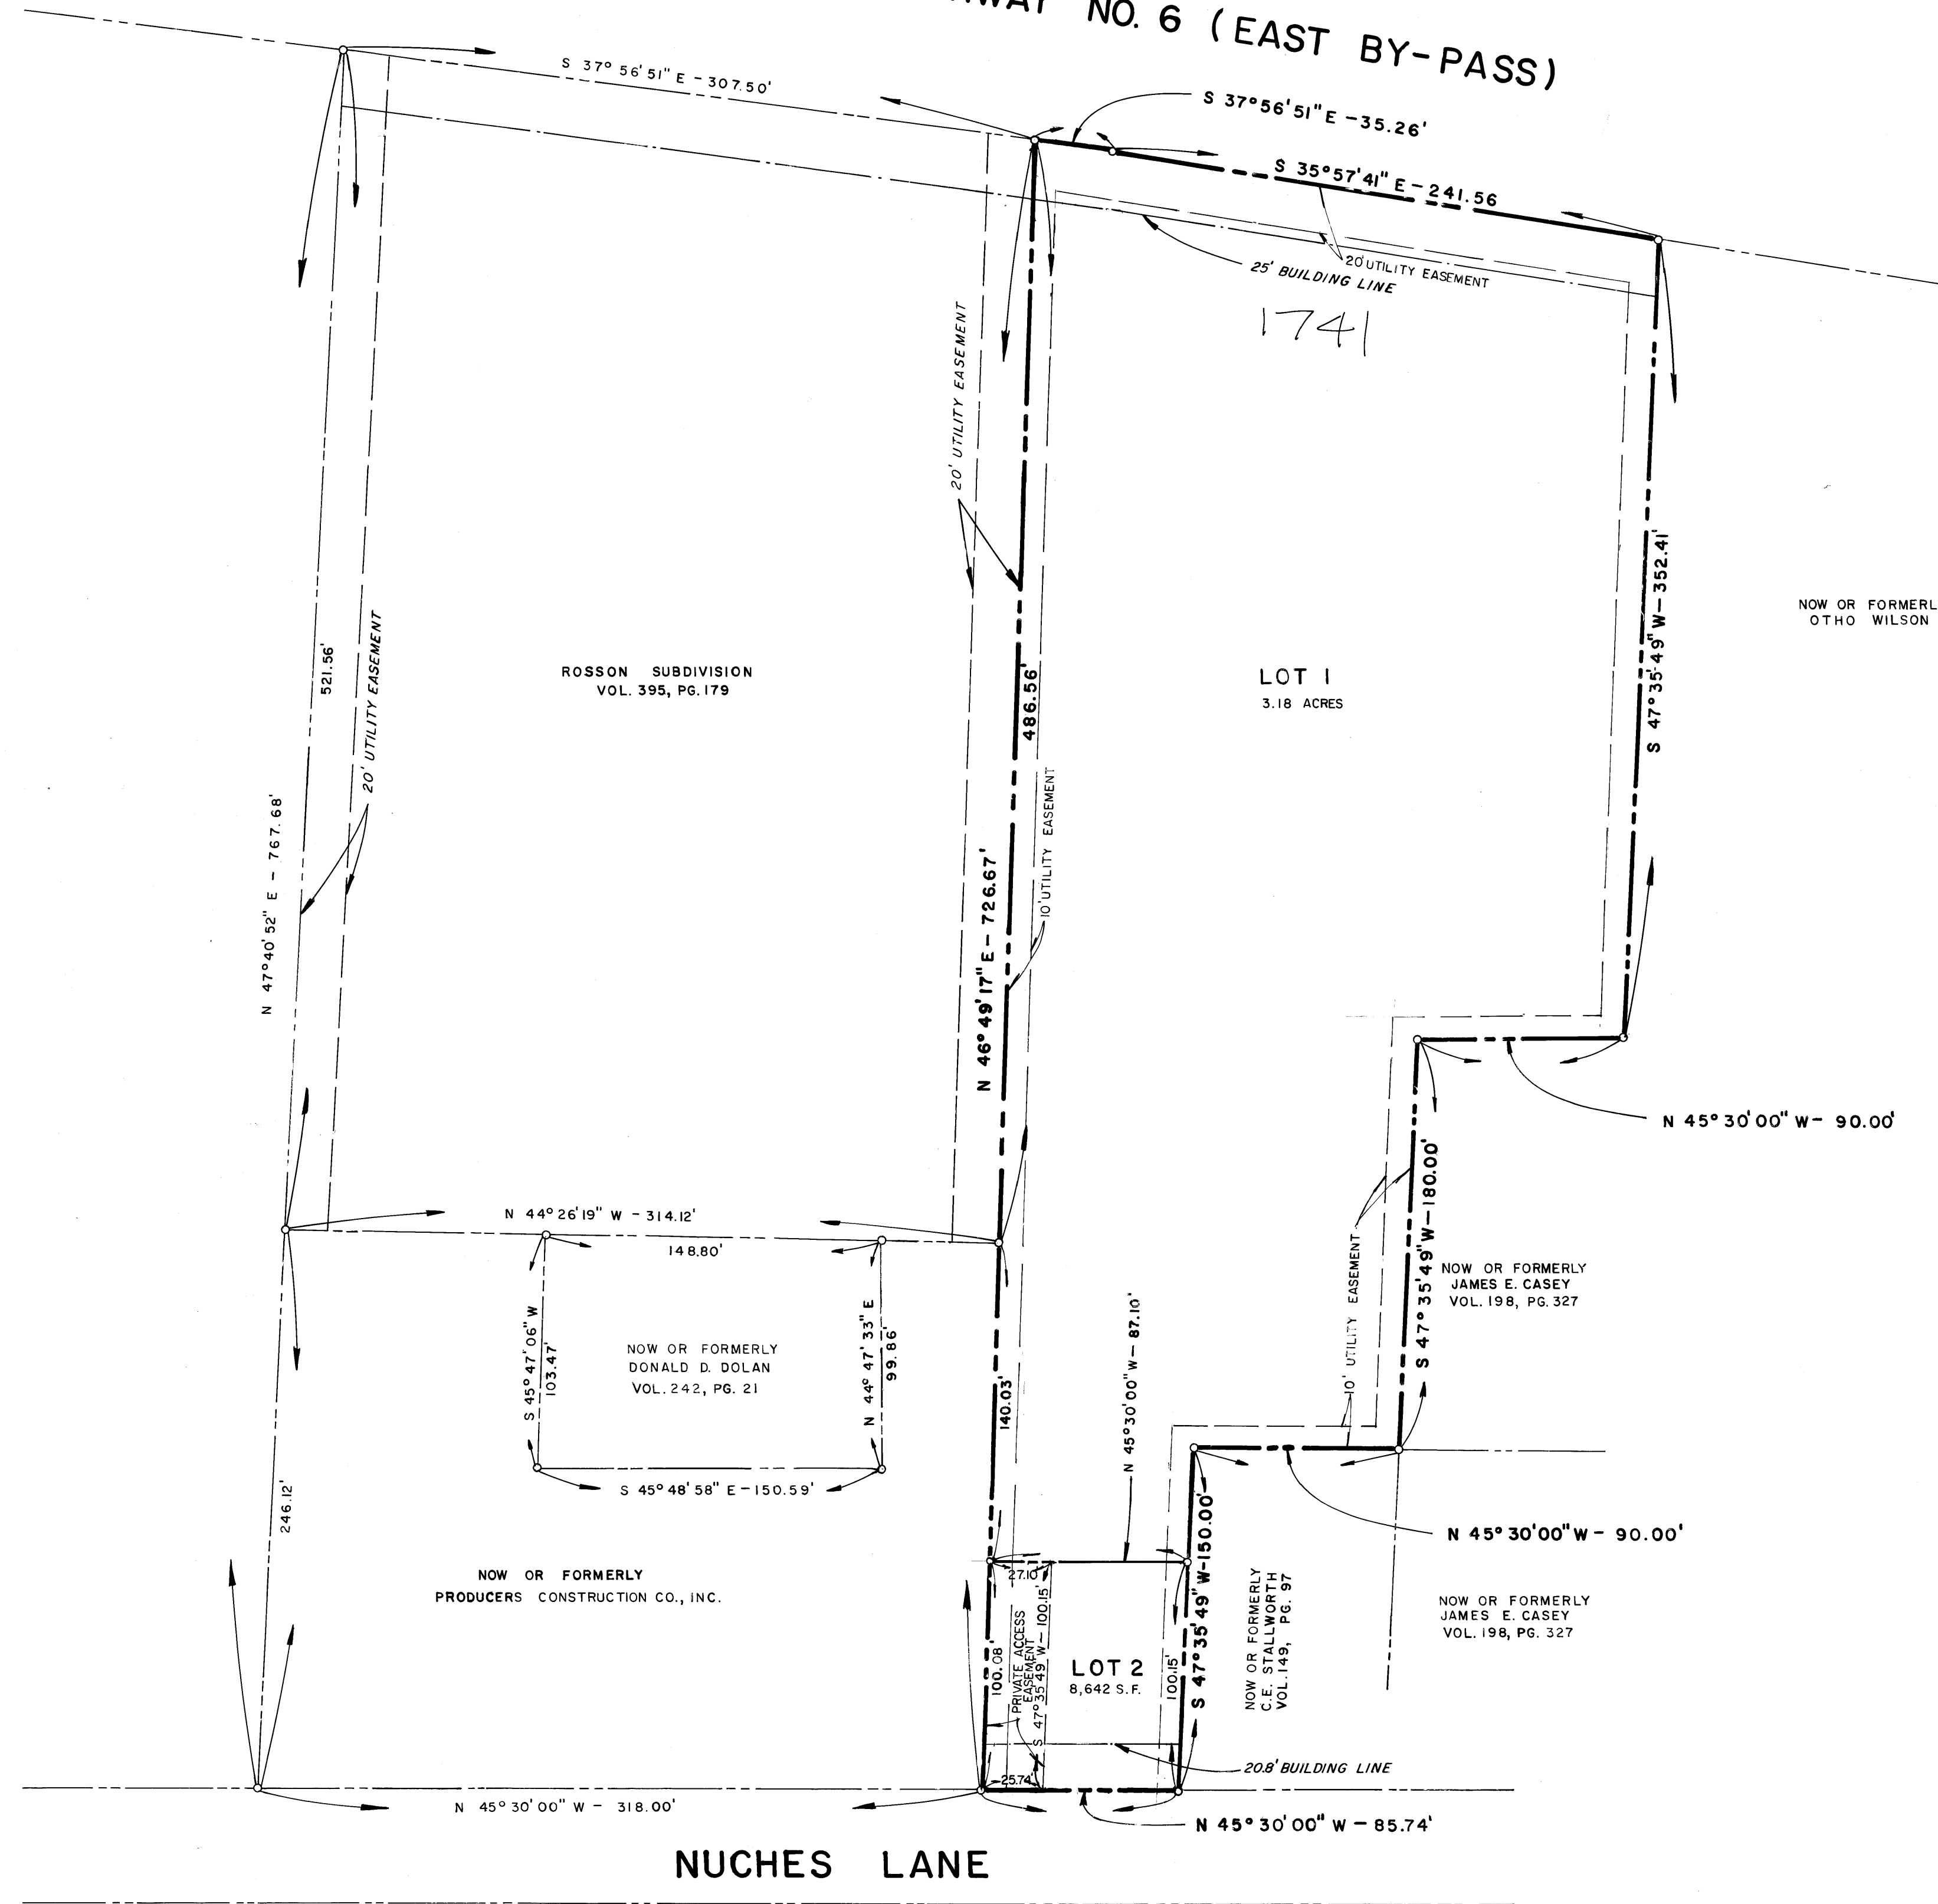 NO. 6 (EAST BY-PASS)
S 37° 56' 51" E - 307.50'
S 37° 56' 51" E - 35.26'
S 35° 57' 41" E - 241.56
20' UTILITY EASEMENT
25' BUILDING LINE
1741
20' UTILITY EASEMENT
521.56'
20' UTILITY EASEMENT
N 47° 40' 52" E - 767.68'
ROSSON SUBDIVISION
VOL. 395, PG. 179
486.56'
N 46° 49' 17" E - 726.67'
10' UTILITY EASEMENT
LOT 1
3.18 ACRES
S 47° 35' 49" W - 352.41'
OTHO WILSON
N 45° 30' 00" W - 90.00'
S 47° 35' 49" W - 180.00'
10' UTILITY EASEMENT
NOW OR FORMERLY
JAMES E. CASEY
VOL. 198, PG. 327
N 44° 26' 19" W - 314.12'
148.80'
S 45° 47' 06" W
103.47'
NOW OR FORMERLY
DONALD D. DOLAN
VOL. 242, PG. 21
N 44° 47' 33" E
99.86'
S 45° 48' 58" E - 150.59'
140.03'
N 45° 30' 00" W - 87.10'
246.12'
NOW OR FORMERLY
PRODUCERS CONSTRUCTION CO., INC.
N 45° 30' 00" W - 90.00'
S 47° 35' 49" W - 150.00'
27.10'
100.08'
PRIVATE ACCESS
EASEMENT
S 47° 35' 49" W - 100.15'
LOT 2
8,642 S.F.
100.15'
NOW OR FORMERLY
C.E. STALLWORTH
VOL. 149, PG. 97
NOW OR FORMERLY
JAMES E. CASEY
VOL. 198, PG. 327
20.8' BUILDING LINE
25.74'
N 45° 30' 00" W - 318.00'
N 45° 30' 00" W - 85.74'
NUCHES LANE